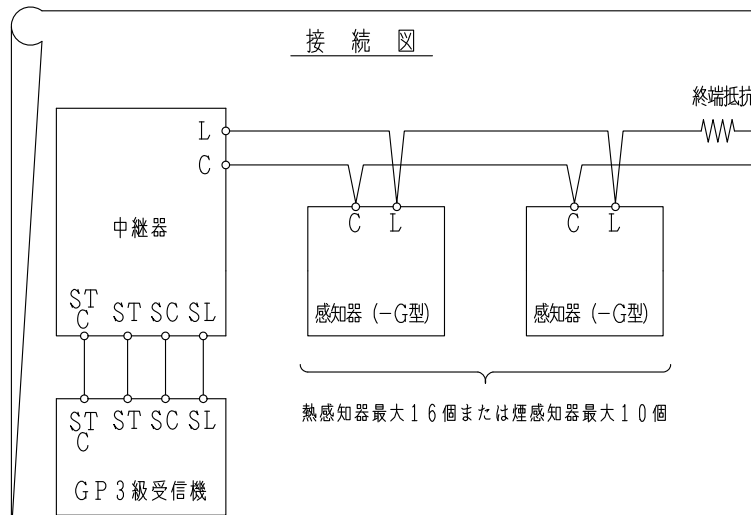 接続図
終端抵抗
L
C
中継器
C L
C L
感知器（－G型）
感知器（－G型）
STC ST SC SL
熱感知器最大１６個または煙感知器最大１０個
STC ST SC SL
GP3級受信機